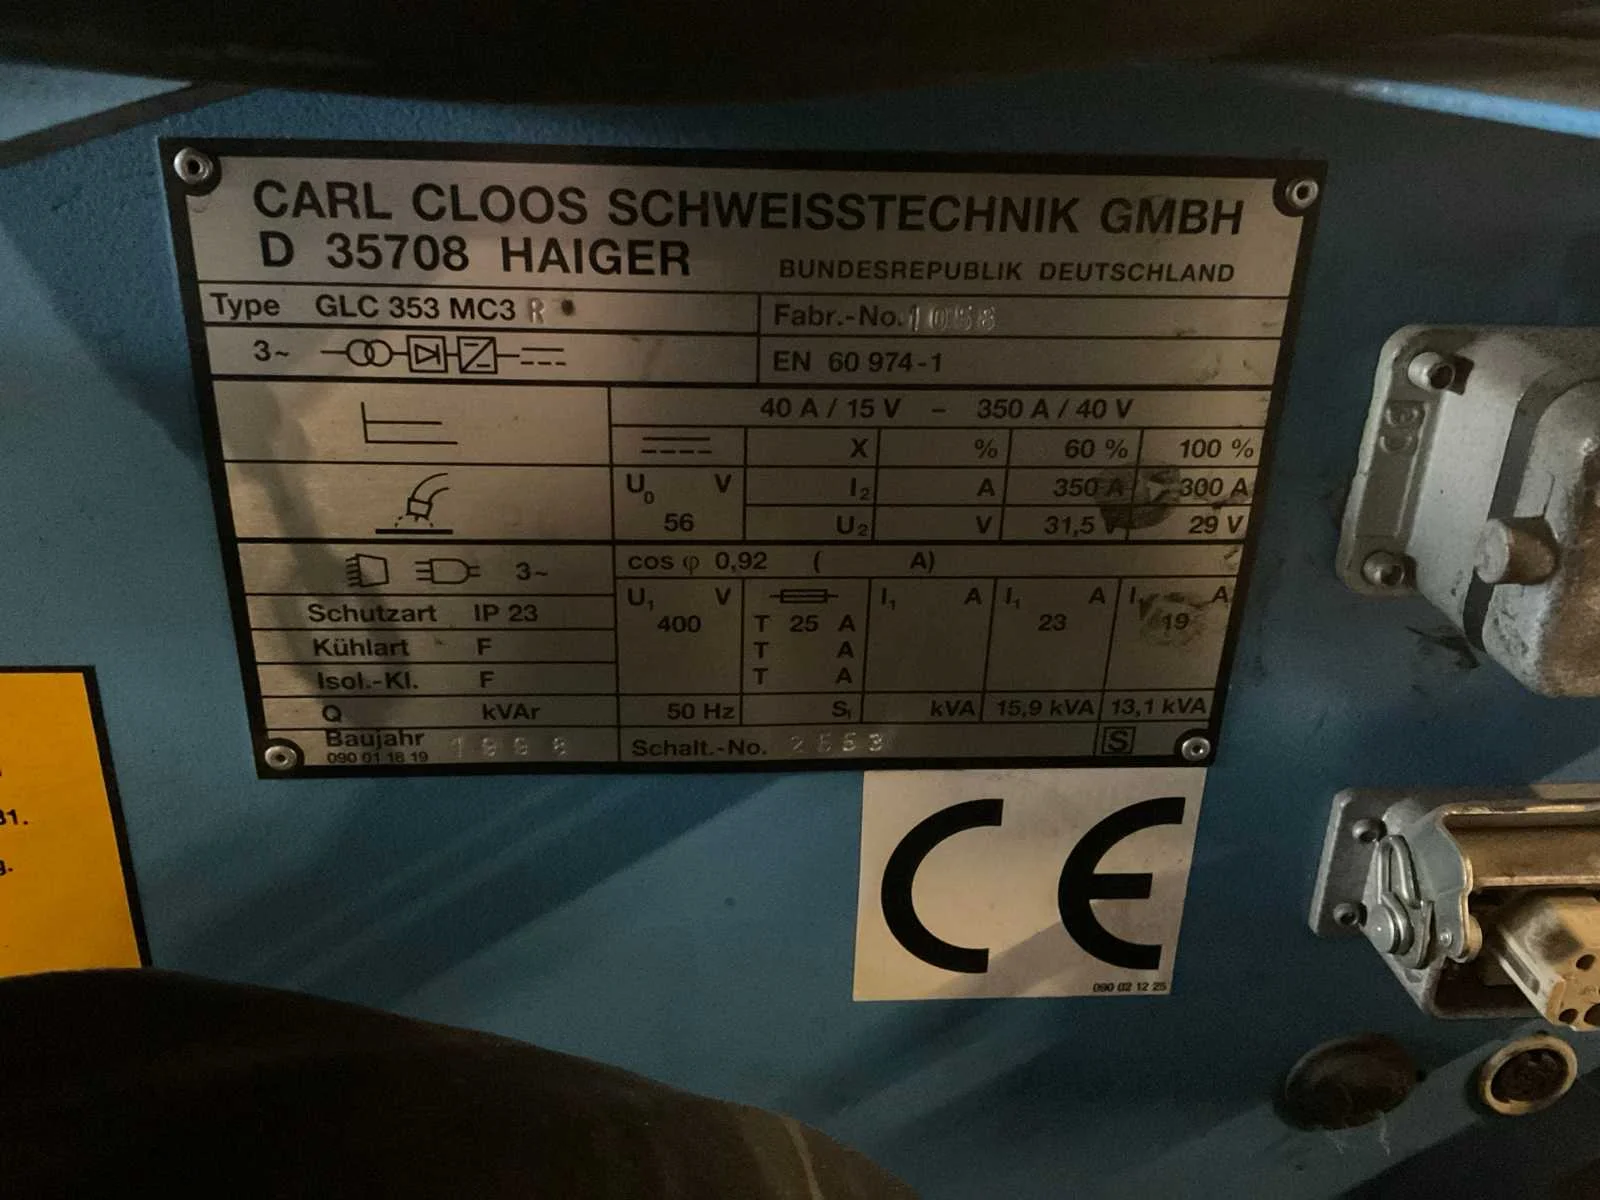 CARL CLOOS SCHWEISSTECHNIK GMBH
D 35708 HAIGER BUNDESREPUBLIK DEUTSCHLAND
Type GLC 353 MC3 R Fabr.-No.
3~ EN 60 974-1
40 A / 15 V - 350 A / 40 V
X % 60 % 100 %
U0 V I2 A 350 A 300 A
56 U2 V 31,5 V 29 V
3~ cos φ 0,92 ( A)
U1 V I1 A I1 A I1 A
Schutzart IP 23 400 T 25 A 23 19
Kühlart F T A
Isol.-Kl. F T A
Q kVAr 50 Hz S1 kVA 15,9 kVA 13,1 kVA
Baujahr Schalt.-No. S
090 01 18 19
CE
090 02 12 25
31.
g.